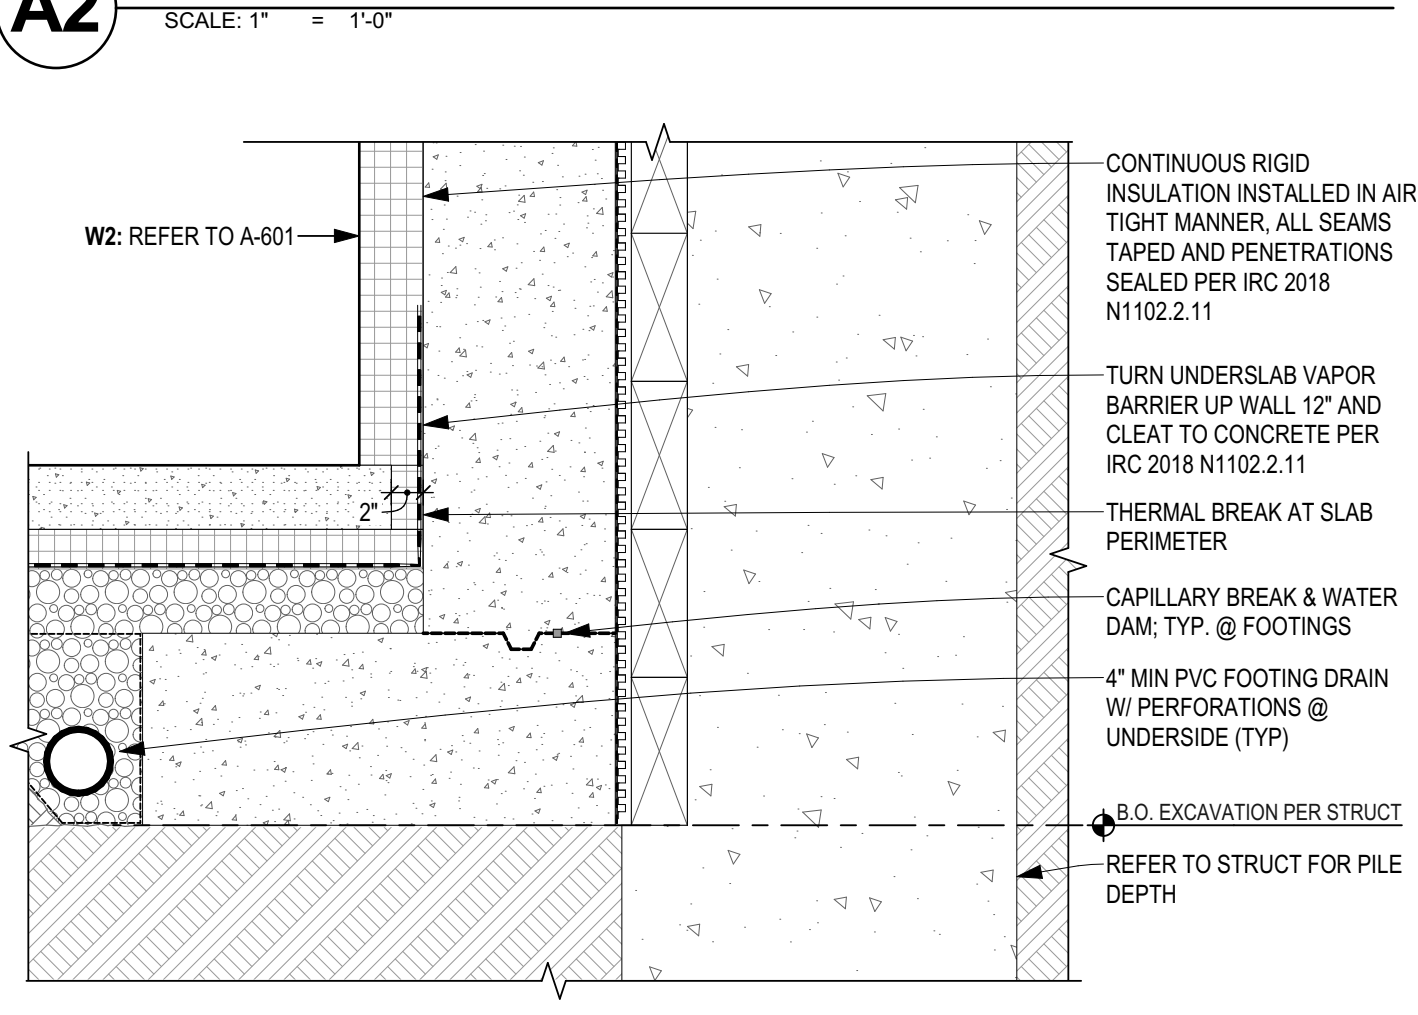 A2
SCALE: 1" = 1'-0"
W2: REFER TO A-601
CONTINUOUS RIGID
INSULATION INSTALLED IN AIR
TIGHT MANNER, ALL SEAMS
TAPED AND PENETRATIONS
SEALED PER IRC 2018
N1102.2.11
TURN UNDERSLAB VAPOR
BARRIER UP WALL 12" AND
CLEAT TO CONCRETE PER
IRC 2018 N1102.2.11
2"
THERMAL BREAK AT SLAB
PERIMETER
CAPILLARY BREAK & WATER
DAM; TYP. @ FOOTINGS
4" MIN PVC FOOTING DRAIN
W/ PERFORATIONS @
UNDERSIDE (TYP)
B.O. EXCAVATION PER STRUCT
REFER TO STRUCT FOR PILE
DEPTH